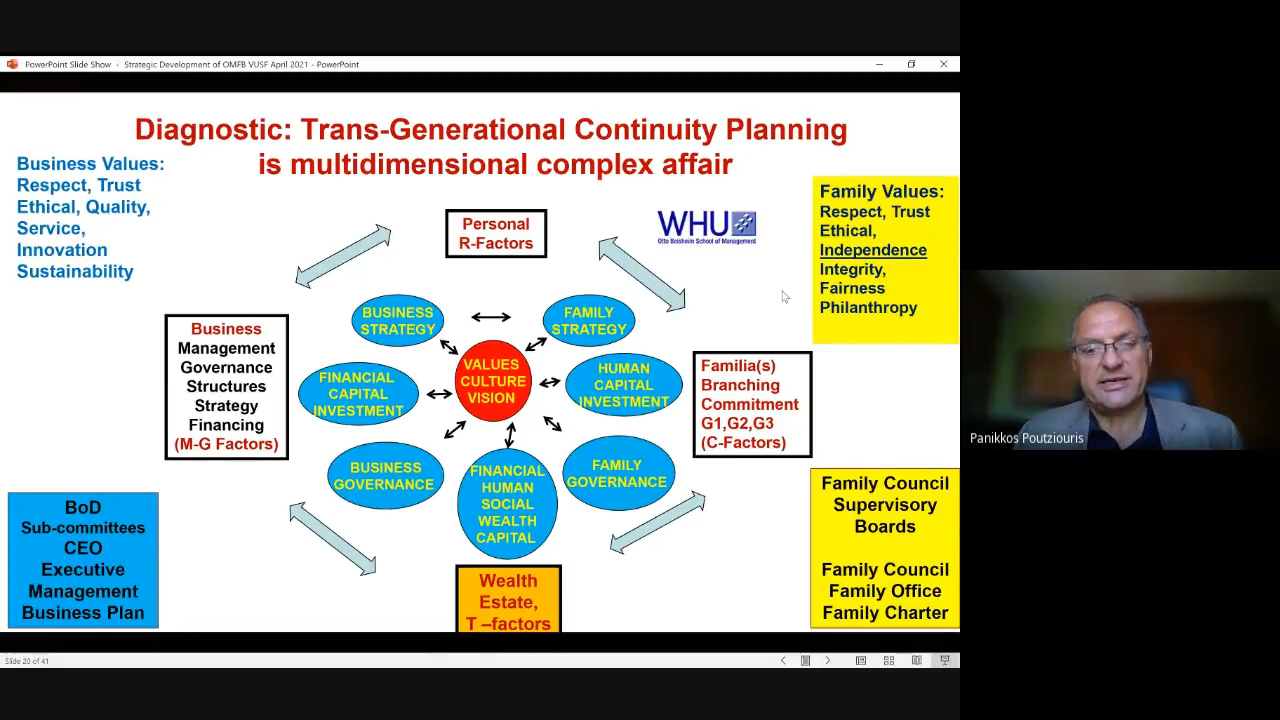 PowerPoint Slide Show - Strategic Development of OMFB VUSF April 2021 - PowerPoint
Diagnostic: Trans-Generational Continuity Planning
is multidimensional complex affair
Business Values:
Respect, Trust
Ethical, Quality,
Service,
Innovation
Sustainability
Personal
R-Factors
WHU
Otto Beisheim School of Management
Family Values:
Respect, Trust
Ethical,
Independence
Integrity,
Fairness
Philanthropy
BUSINESS
STRATEGY
FAMILY
STRATEGY
Business
Management
Governance
Structures
Strategy
Financing
(M-G Factors)
FINANCIAL
CAPITAL
INVESTMENT
VALUES
CULTURE
VISION
HUMAN
CAPITAL
INVESTMENT
Familia(s)
Branching
Commitment
G1,G2,G3
(C-Factors)
BUSINESS
GOVERNANCE
FINANCIAL
HUMAN
SOCIAL
WEALTH
CAPITAL
FAMILY
GOVERNANCE
BoD
Sub-committees
CEO
Executive
Management
Business Plan
Wealth
Estate,
T –factors
Family Council
Supervisory
Boards
Family Council
Family Office
Family Charter
Panikkos Poutziouris
Slide 20 of 41